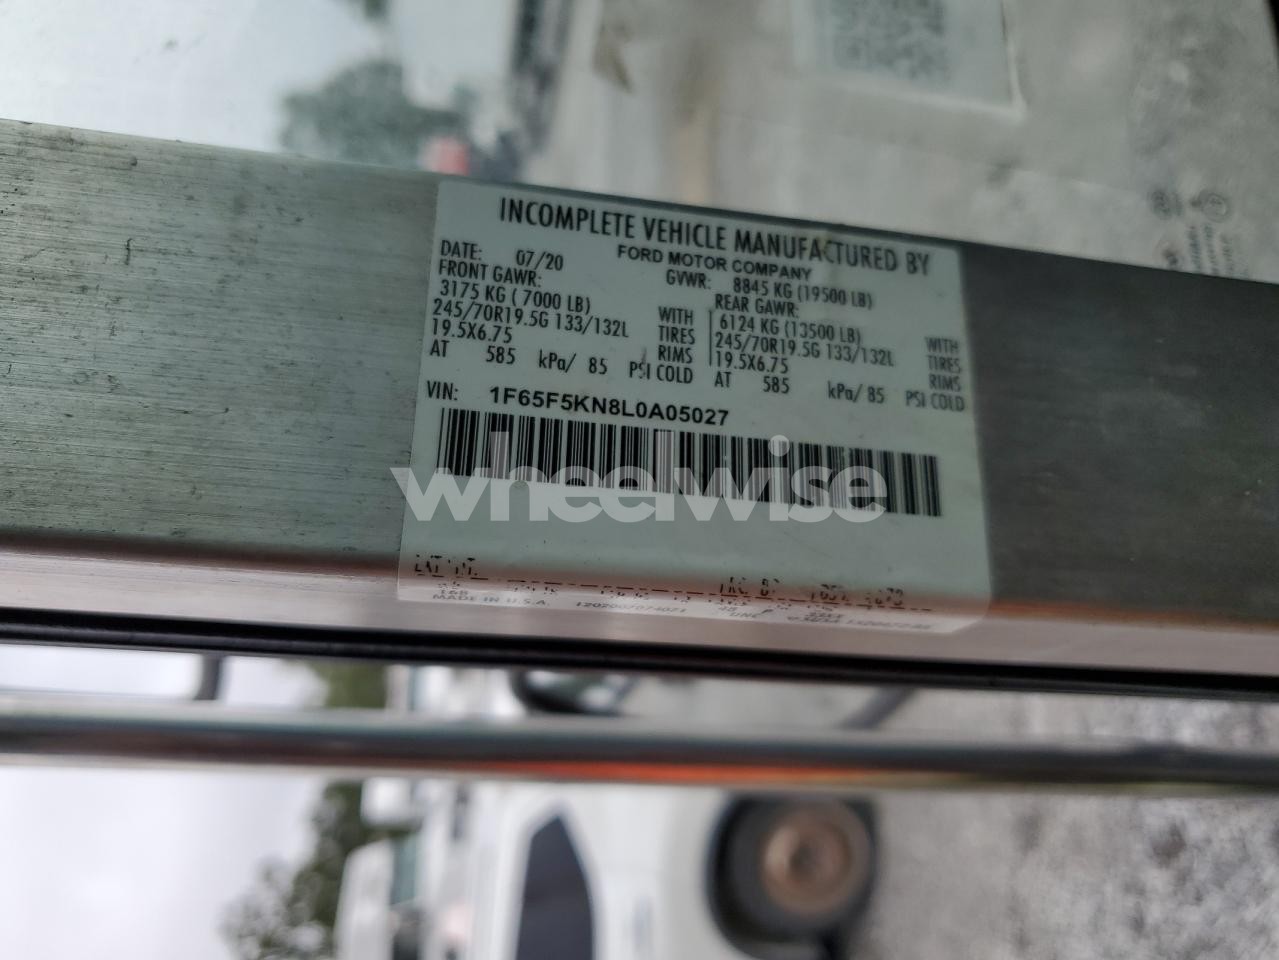 INCOMPLETE VEHICLE MANUFACTURED BY
FORD MOTOR COMPANY
DATE: 07/20
GVWR: 8845 KG (19500 LB)
FRONT GAWR:
3175 KG ( 7000 LB)
245/70R19.5G 133/132L
19.5X6.75
AT 585 kPa/ 85 PSI COLD
WITH
TIRES
RIMS
REAR GAWR:
6124 KG (13500 LB)
245/70R19.5G 133/132L
19.5X6.75
AT 585 kPa/ 85 PSI COLD
WITH
TIRES
RIMS
VIN: 1F65F5KN8L0A05027
wheelwise
168
MADE IN U.S.A.